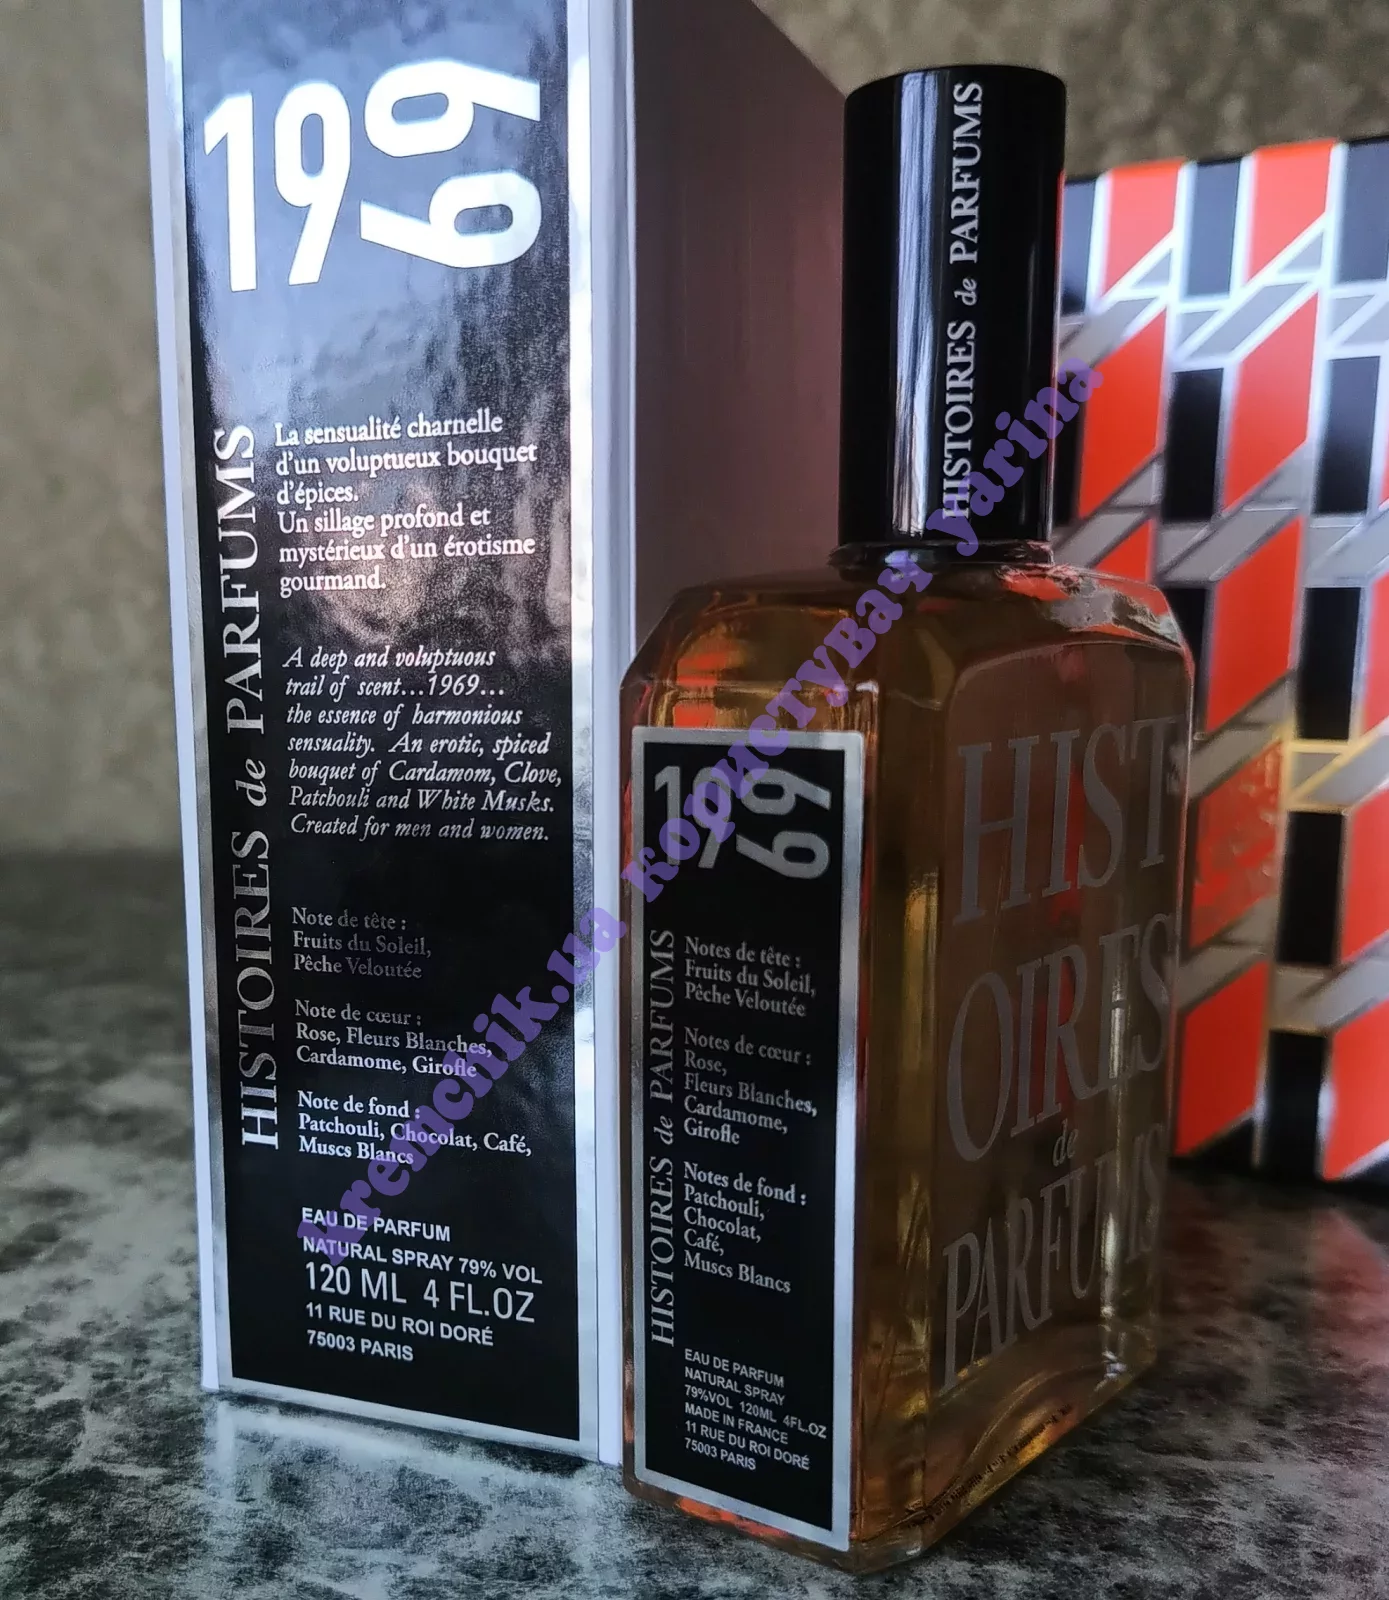 1969
HISTOIRES de PARFUMS
La sensualité charnelle
d'un voluptueux bouquet
d'épices.
Un sillage profond et
mystérieux d'un érotisme
gourmand.
A deep and voluptuous
trail of scent...1969...
the essence of harmonious
sensuality. An erotic, spiced
bouquet of Cardamom, Clove,
Patchouli and White Musks.
Created for men and women.
Note de tête :
Fruits du Soleil,
Pêche Veloutée
Note de cœur :
Rose, Fleurs Blanches,
Cardamome, Girofle
Note de fond :
Patchouli, Chocolat, Café,
Muscs Blancs
EAU DE PARFUM
NATURAL SPRAY 79% VOL
120 ML 4 FL.OZ
11 RUE DU ROI DORÉ
75003 PARIS
HISTOIRES de PARFUMS
1969
HISTOIRES de PARFUMS
Notes de tête :
Fruits du Soleil,
Pêche Veloutée
Notes de cœur :
Rose,
Fleurs Blanches,
Cardamome,
Girofle
Notes de fond :
Patchouli,
Chocolat,
Café,
Muscs Blancs
EAU DE PARFUM
NATURAL SPRAY
79%VOL 120ML 4FL.OZ
MADE IN FRANCE
11 RUE DU ROI DORÉ
75003 PARIS
HIST
OIRES
de
PARFUMS
Kremchik.ua користувач yarina